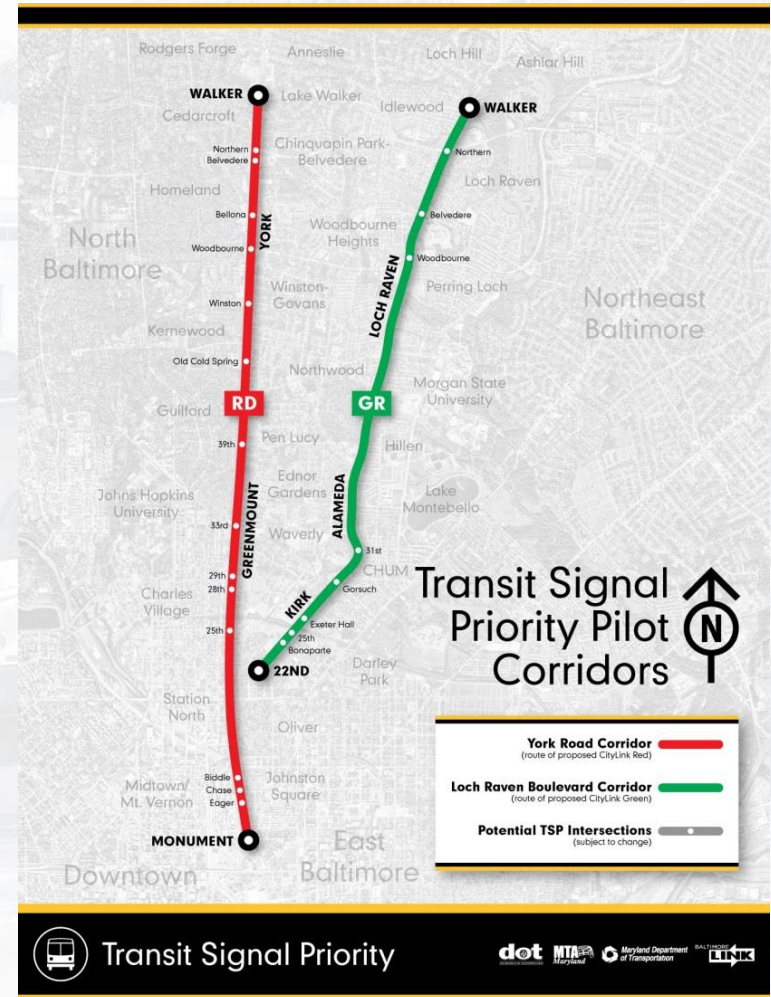 Rodgers Forge
Anneslie
Loch Hill
Ashlar Hill
WALKER
Lake Walker
Idlewood
WALKER
Cedarcroft
Northern
Belvedere
Chinquapin Park-
Belvedere
Northern
Homeland
Loch Raven
Bellona
YORK
Woodbourne
Heights
Belvedere
North
Baltimore
Woodbourne
LOCH RAVEN
Woodbourne
Winston-
Govans
Perring Loch
Northeast
Baltimore
Winston
Kernewood
Old Cold Spring
Northwood
Morgan State
University
RD
GR
Guilford
39th
Pen Lucy
Hillen
Ednor
Gardens
Johns Hopkins
University
GREENMOUNT
ALAMEDA
Lake
Montebello
33rd
Waverly
31st
29th
28th
CHUM
Gorsuch
Charles
Village
KIRK
Exeter Hall
25th
25th
Bonaparte
22ND
Darley
Park
Transit Signal
Priority Pilot
Corridors
N
Station
North
Oliver
Biddle
Chase
Eager
Midtown/
Mt. Vernon
Johnston
Square
MONUMENT
East
Baltimore
Downtown
York Road Corridor
(route of proposed CityLink Red)
Loch Raven Boulevard Corridor
(route of proposed CityLink Green)
Potential TSP Intersections
(subject to change)
Transit Signal Priority
dot
MTA
Maryland
Maryland Department
of Transportation
BALTIMORE
LINK